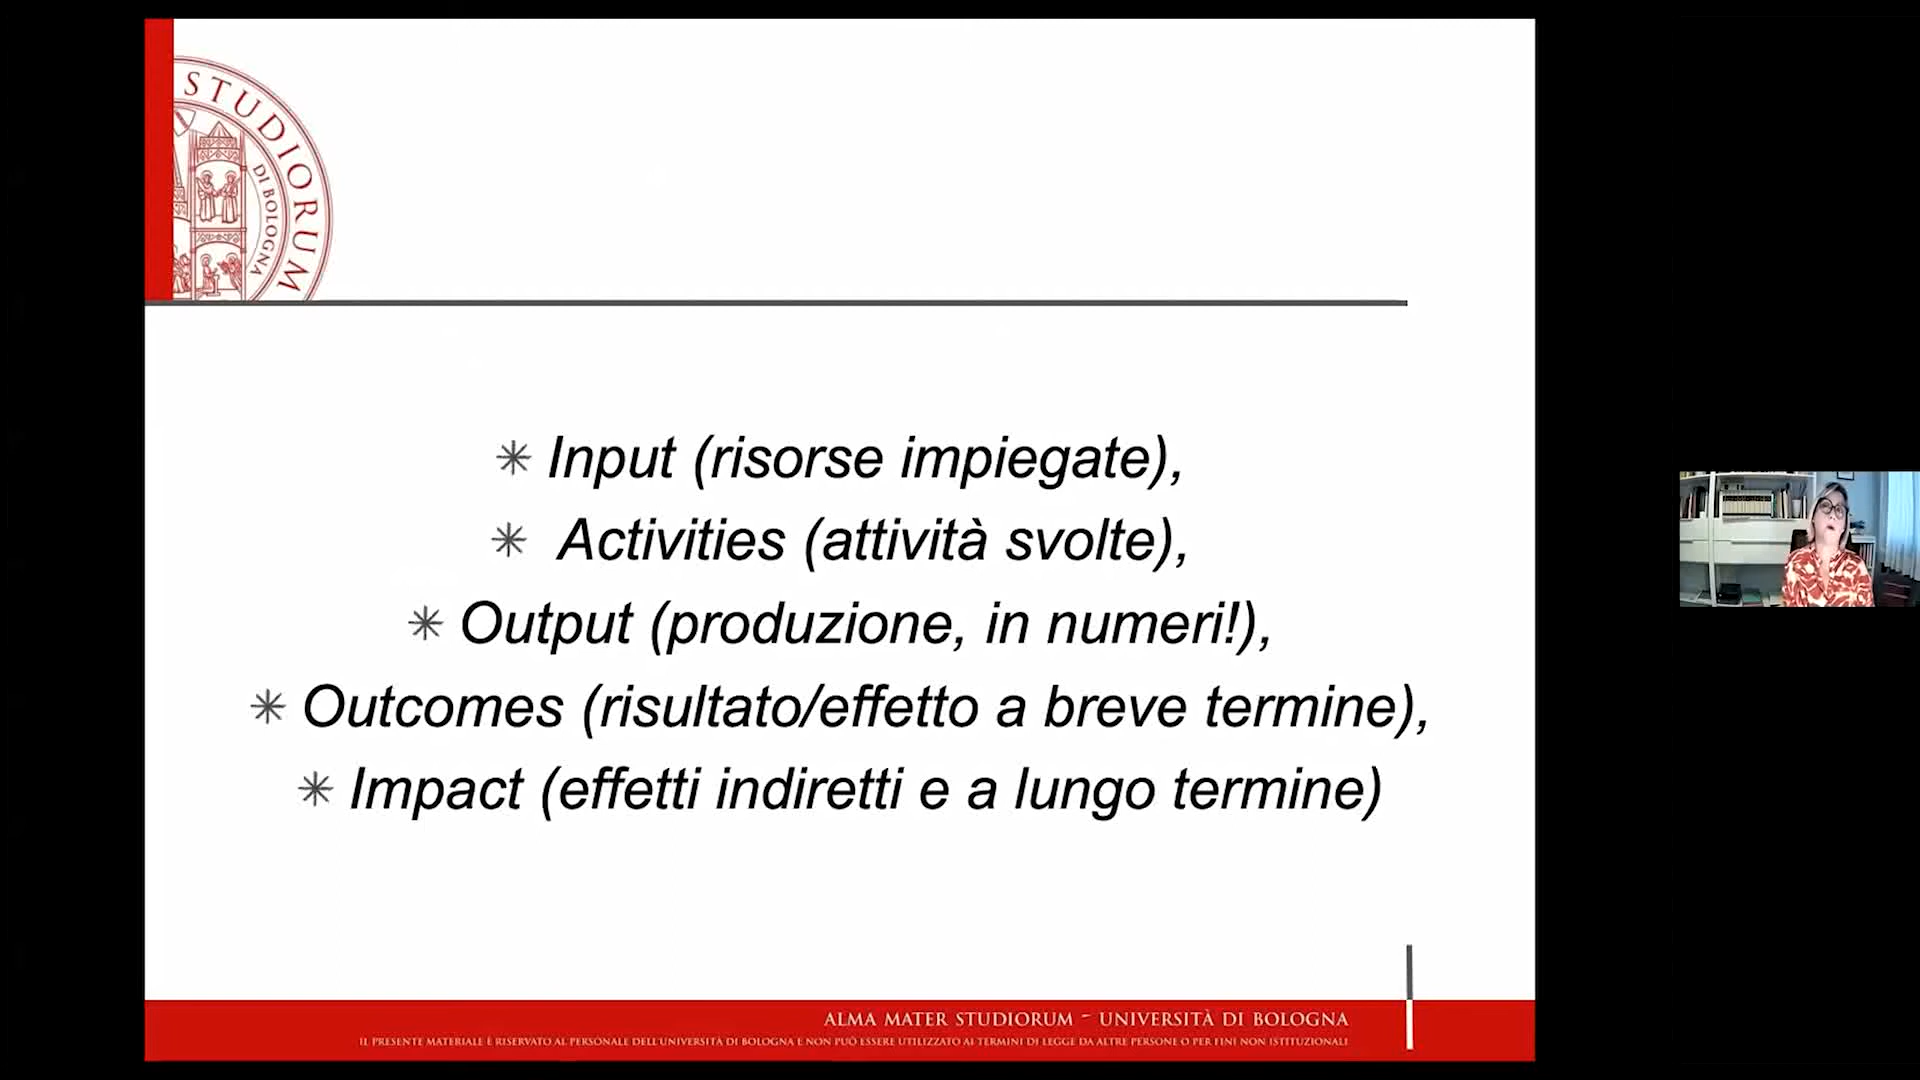 STUDIORUM
DI BOLOGNA
Input (risorse impiegate),
Activities (attività svolte),
Output (produzione, in numeri!),
Outcomes (risultato/effetto a breve termine),
Impact (effetti indiretti e a lungo termine)
ALMA MATER STUDIORUM ~ UNIVERSITÀ DI BOLOGNA
IL PRESENTE MATERIALE È RISERVATO AL PERSONALE DELL'UNIVERSITÀ DI BOLOGNA E NON PUÒ ESSERE UTILIZZATO AI TERMINI DI LEGGE DA ALTRE PERSONE O PER FINI NON ISTITUZIONALI